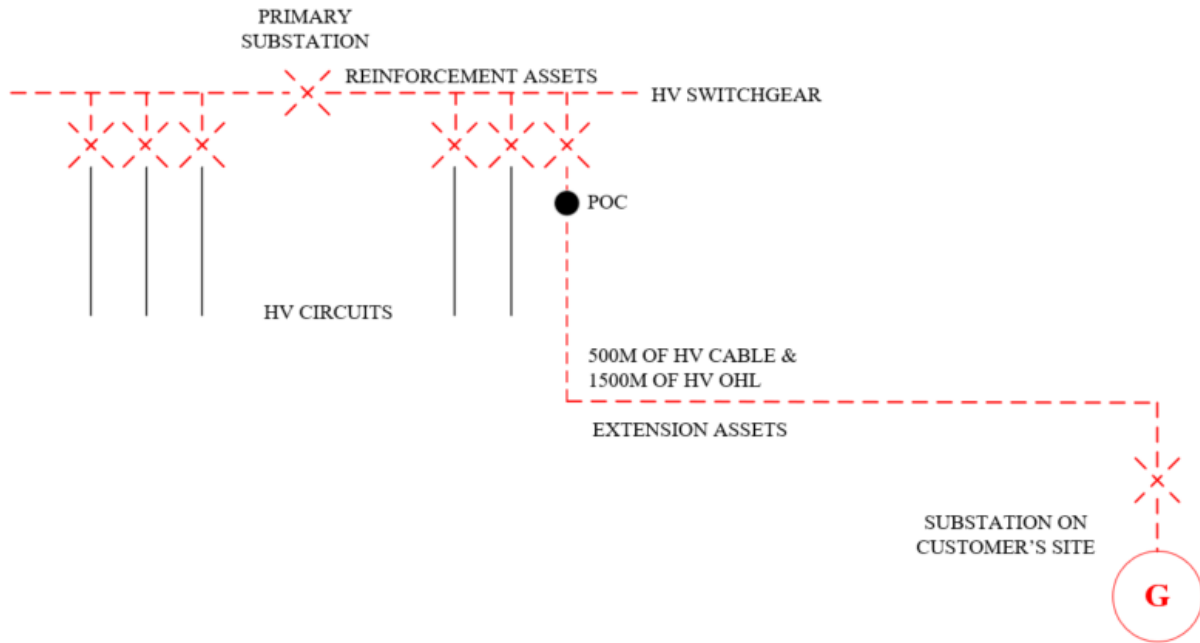 PRIMARY
SUBSTATION
REINFORCEMENT ASSETS
HV SWITCHGEAR
POC
HV CIRCUITS
500M OF HV CABLE &
1500M OF HV OHL
EXTENSION ASSETS
SUBSTATION ON
CUSTOMER'S SITE
G